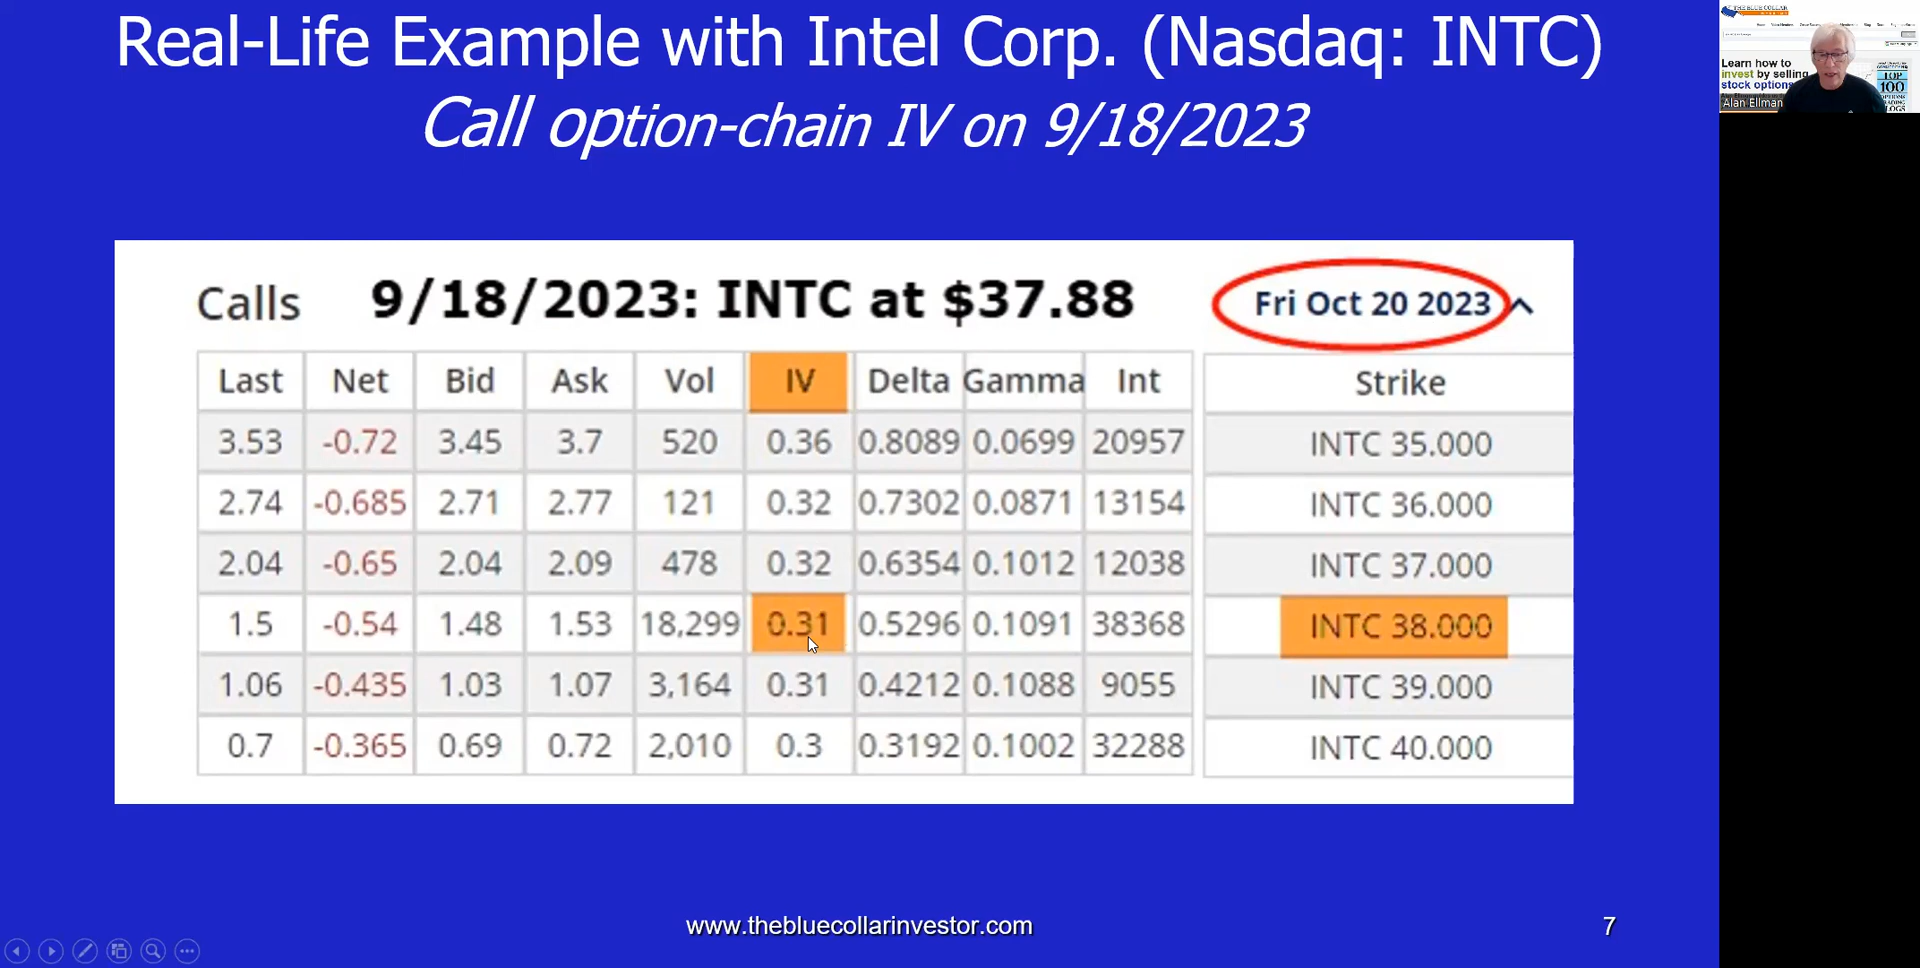 Real-Life Example with Intel Corp. (Nasdaq: INTC)
Call option-chain IV on 9/18/2023
Calls 9/18/2023: INTC at $37.88 Fri Oct 20 2023
Last Net Bid Ask Vol IV Delta Gamma Int Strike
3.53 -0.72 3.45 3.7 520 0.36 0.8089 0.0699 20957 INTC 35.000
2.74 -0.685 2.71 2.77 121 0.32 0.7302 0.0871 13154 INTC 36.000
2.04 -0.65 2.04 2.09 478 0.32 0.6354 0.1012 12038 INTC 37.000
1.5 -0.54 1.48 1.53 18,299 0.31 0.5296 0.1091 38368 INTC 38.000
1.06 -0.435 1.03 1.07 3,164 0.31 0.4212 0.1088 9055 INTC 39.000
0.7 -0.365 0.69 0.72 2,010 0.3 0.3192 0.1002 32288 INTC 40.000
www.thebluecollarinvestor.com 7
THE BLUE COLLAR
Learn how to
invest by selling
stock options
TOP
100
Alan Ellman